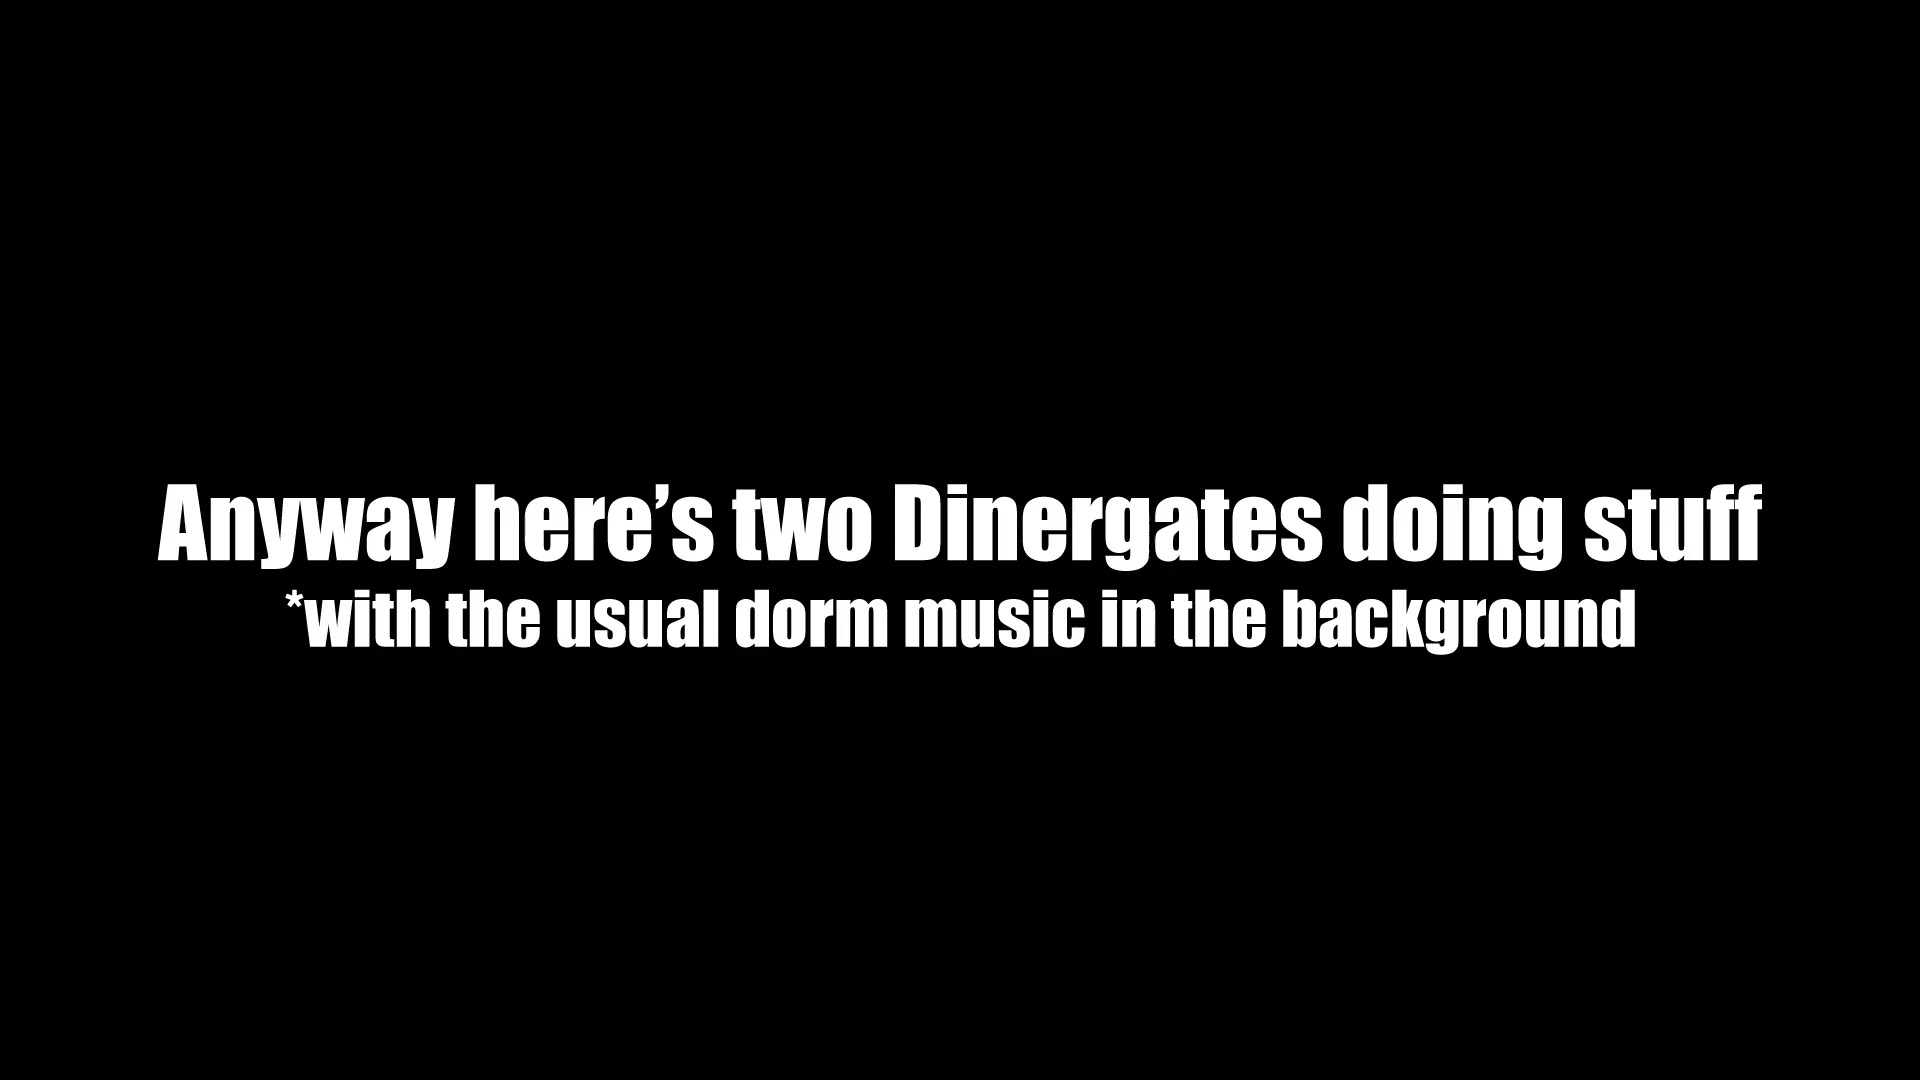 Anyway here’s two Dinergates doing stuff
*with the usual dorm music in the background